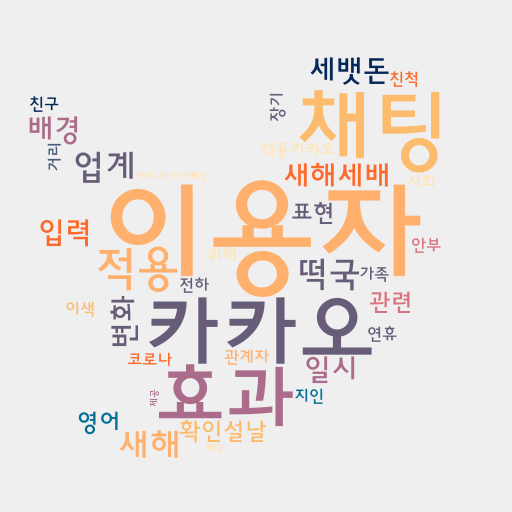 세뱃돈
친척
친구
장기
채팅
배경
거리
업계
적용카카오
새해세배
사회
이용자
표현
입력
안부
위해
적용
떡국
가족
전하
관련
이색
변화
카카오
연휴
코로나
관계자
일시
효과
제공
지인
영어
새해
확인설날